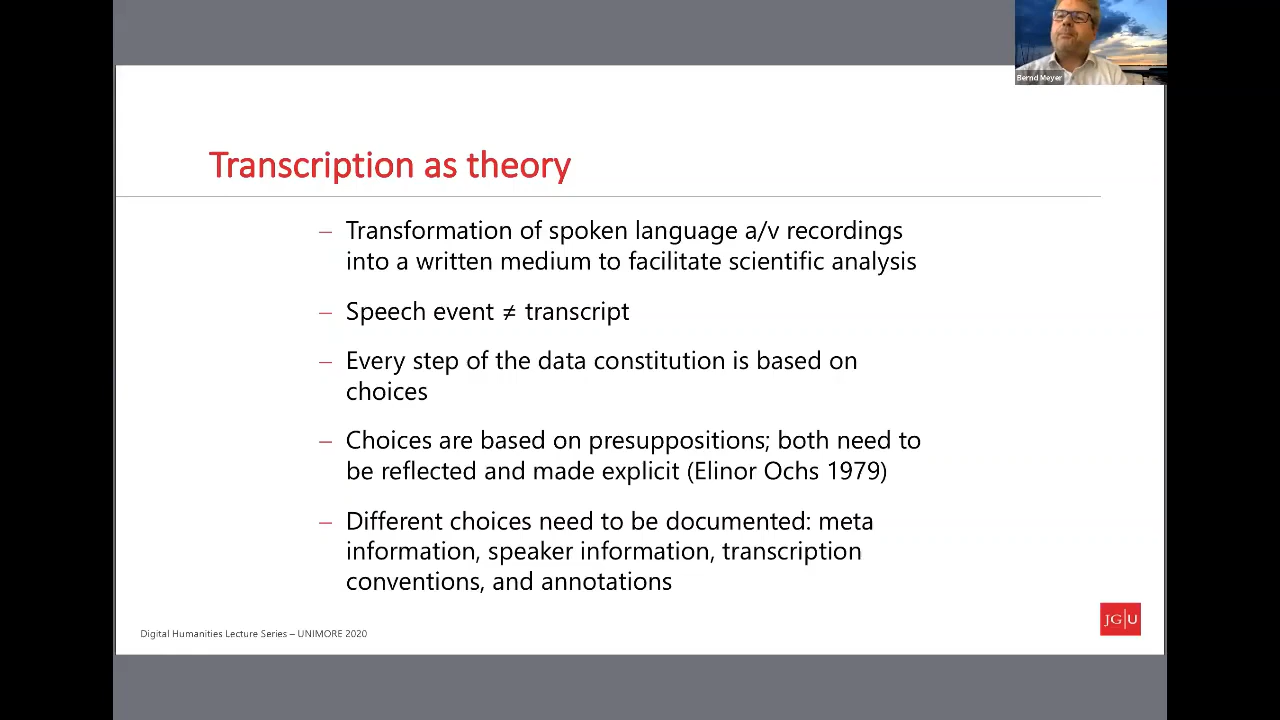 Bernd Meyer
Transcription as theory
– Transformation of spoken language a/v recordings
into a written medium to facilitate scientific analysis
– Speech event ≠ transcript
– Every step of the data constitution is based on
choices
– Choices are based on presuppositions; both need to
be reflected and made explicit (Elinor Ochs 1979)
– Different choices need to be documented: meta
information, speaker information, transcription
conventions, and annotations
Digital Humanities Lecture Series – UNIMORE 2020
JG|U